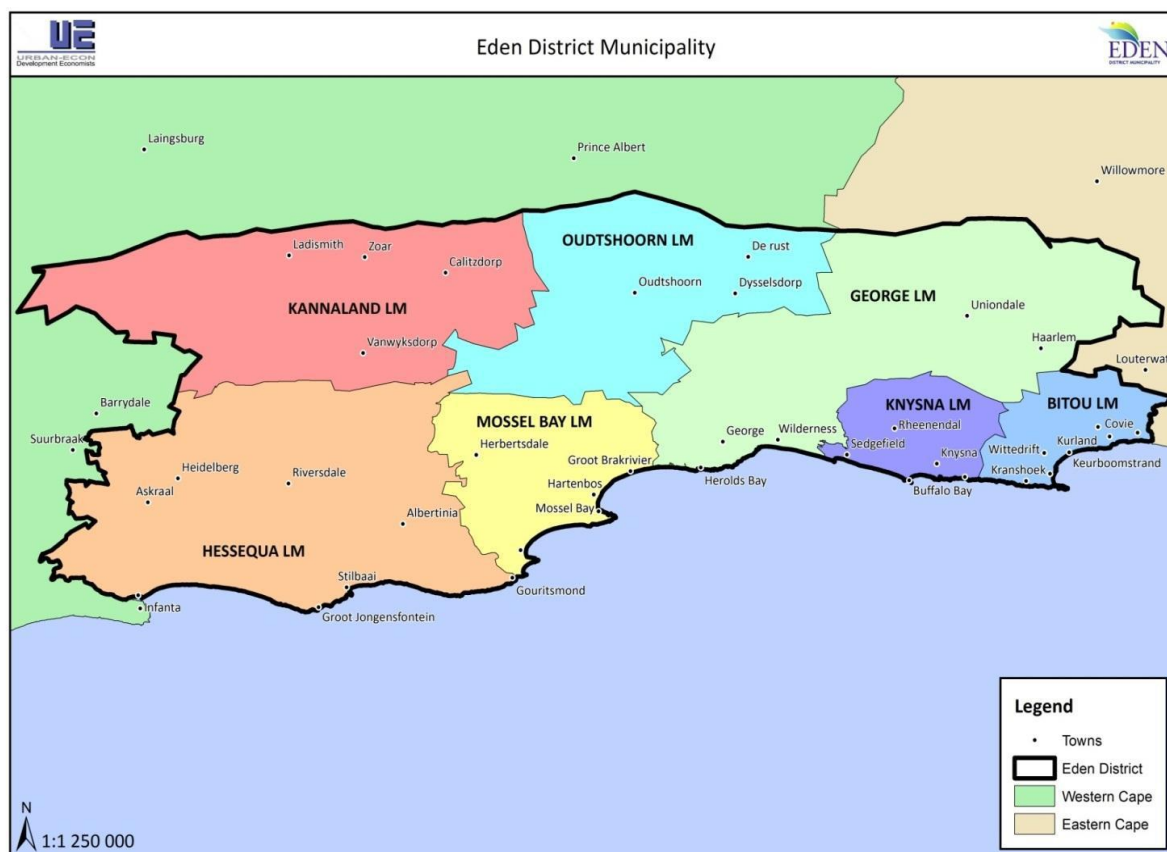 UE
URBAN-ECON
Development Economists
Eden District Municipality
EDEN
DISTRICT MUNICIPALITY
Laingsburg
Prince Albert
Willowmore
OUDTSHOORN LM
Ladismith
Zoar
De rust
Calitzdorp
Oudtshoorn
Dysselsdorp
KANNALAND LM
GEORGE LM
Uniondale
Vanwyksdorp
Haarlem
Louterwat
Barrydale
KNYSNA LM
BITOU LM
MOSSEL BAY LM
Rheenendal
Covie
Suurbraak
George
Wilderness
Kurland
Herbertsdale
Sedgefield
Wittedrift
Keurboomstrand
Heidelberg
Riversdale
Groot Brakrivier
Knysna
Kranshoek
Herolds Bay
Buffalo Bay
Askraal
Hartenbos
Mossel Bay
Albertinia
HESSEQUA LM
Stilbaai
Gouritsmond
Infanta
Groot Jongensfontein
Legend
Towns
Eden District
Western Cape
Eastern Cape
N
1:1 250 000